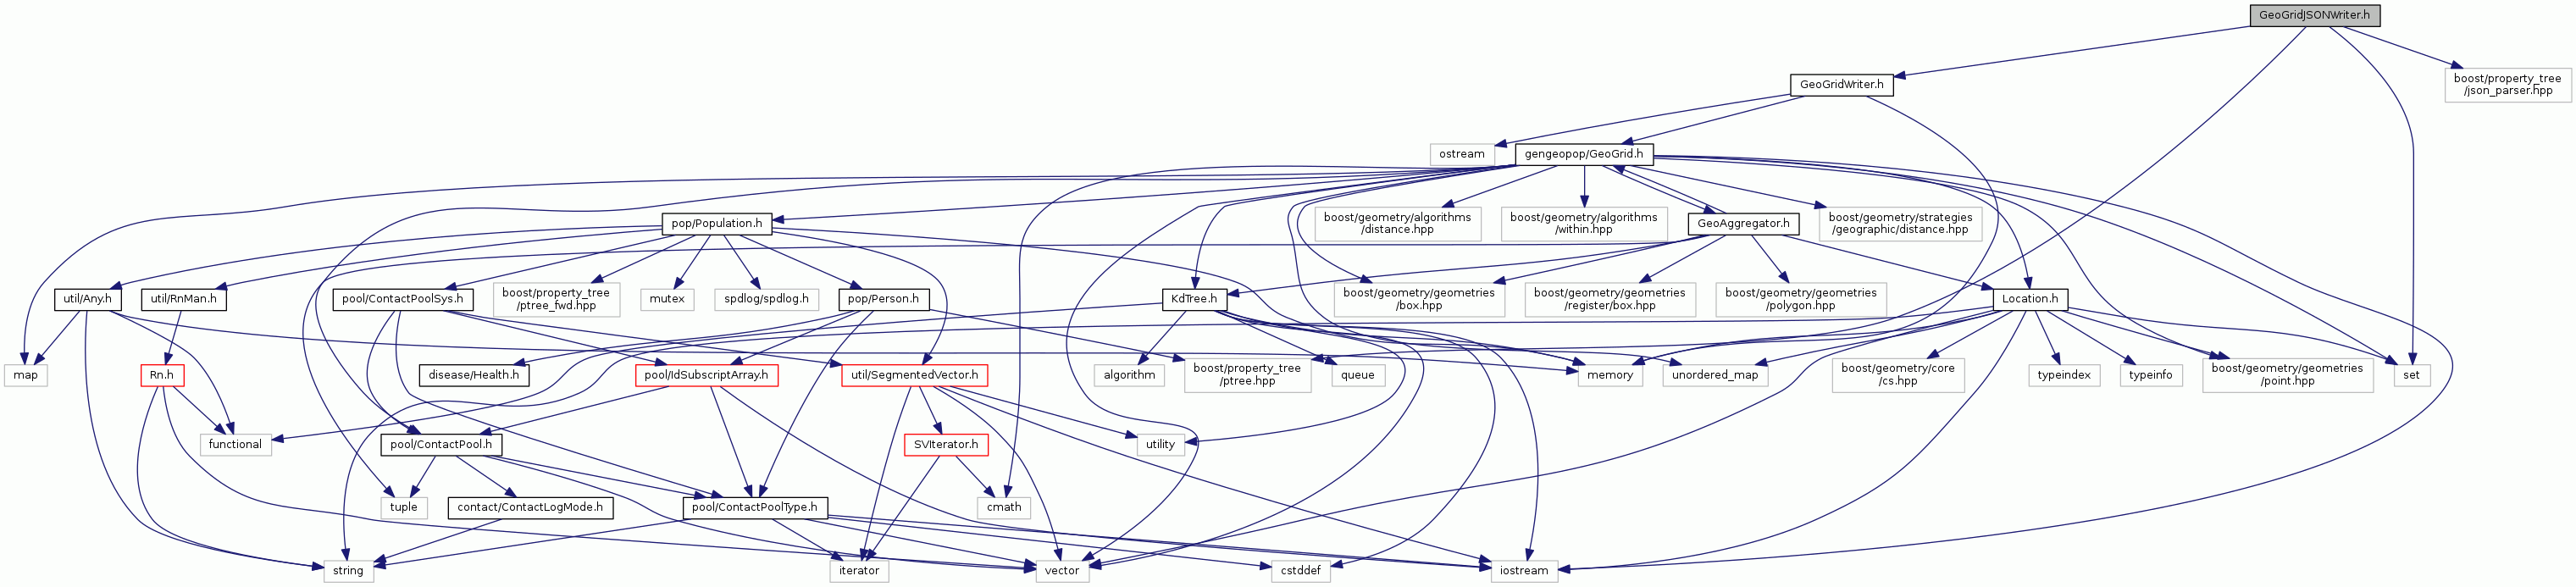 GeoGridJSONWriter.h
GeoGridWriter.h
boost/property_tree
/json_parser.hpp
ostream
gengeopop/GeoGrid.h
pop/Population.h
boost/geometry/algorithms
/distance.hpp
boost/geometry/algorithms
/within.hpp
GeoAggregator.h
boost/geometry/strategies
/geographic/distance.hpp
util/Any.h
util/RnMan.h
pool/ContactPoolSys.h
boost/property_tree
/ptree_fwd.hpp
mutex
spdlog/spdlog.h
pop/Person.h
KdTree.h
boost/geometry/geometries
/box.hpp
boost/geometry/geometries
/register/box.hpp
boost/geometry/geometries
/polygon.hpp
Location.h
map
Rn.h
disease/Health.h
pool/IdSubscriptArray.h
util/SegmentedVector.h
algorithm
boost/property_tree
/ptree.hpp
queue
memory
unordered_map
boost/geometry/core
/cs.hpp
typeindex
typeinfo
boost/geometry/geometries
/point.hpp
set
functional
pool/ContactPool.h
SVIterator.h
utility
tuple
contact/ContactLogMode.h
pool/ContactPoolType.h
cmath
string
iterator
vector
cstddef
iostream